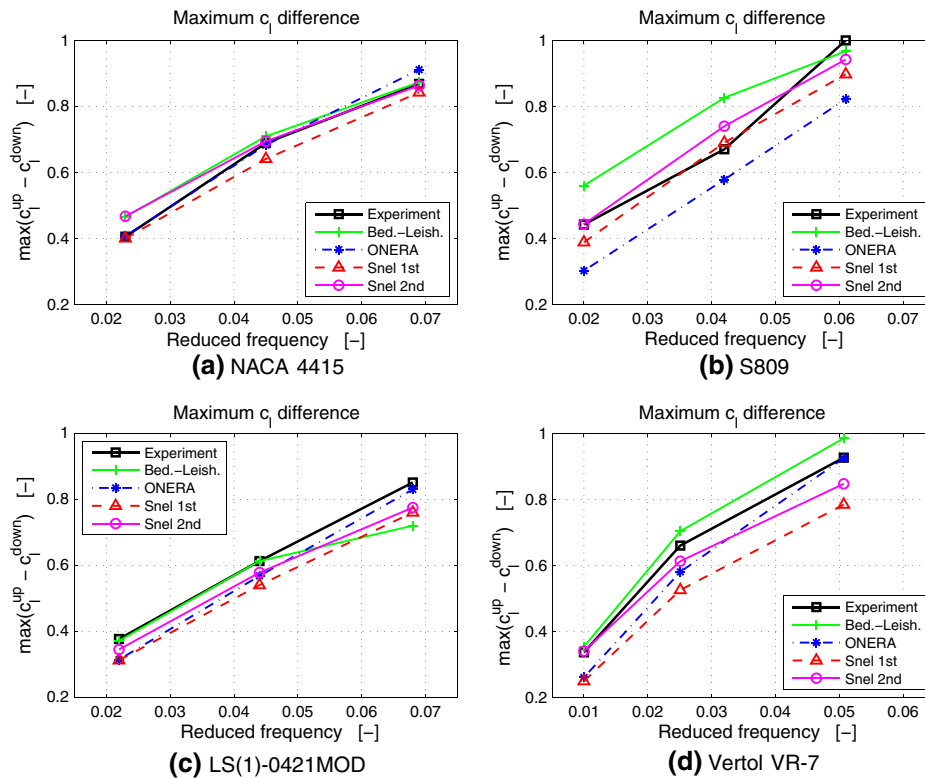 Maximum c_l difference
max(c_l^up − c_l^down) [−]
1
0.8
0.6
0.4
0.2
Experiment
Bed.−Leish.
ONERA
Snel 1st
Snel 2nd
0.02 0.03 0.04 0.05 0.06 0.07
Reduced frequency [−]
(a) NACA 4415
Maximum c_l difference
max(c_l^up − c_l^down) [−]
1
0.8
0.6
0.4
0.2
Experiment
Bed.−Leish.
ONERA
Snel 1st
Snel 2nd
0.02 0.03 0.04 0.05 0.06
Reduced frequency [−]
(b) S809
Maximum c_l difference
max(c_l^up − c_l^down) [−]
1
0.8
0.6
0.4
0.2
Experiment
Bed.−Leish.
ONERA
Snel 1st
Snel 2nd
0.02 0.03 0.04 0.05 0.06 0.07
Reduced frequency [−]
(c) LS(1)-0421MOD
Maximum c_l difference
max(c_l^up − c_l^down) [−]
1
0.8
0.6
0.4
0.2
Experiment
Bed.−Leish.
ONERA
Snel 1st
Snel 2nd
0.01 0.02 0.03 0.04 0.05 0.06
Reduced frequency [−]
(d) Vertol VR-7